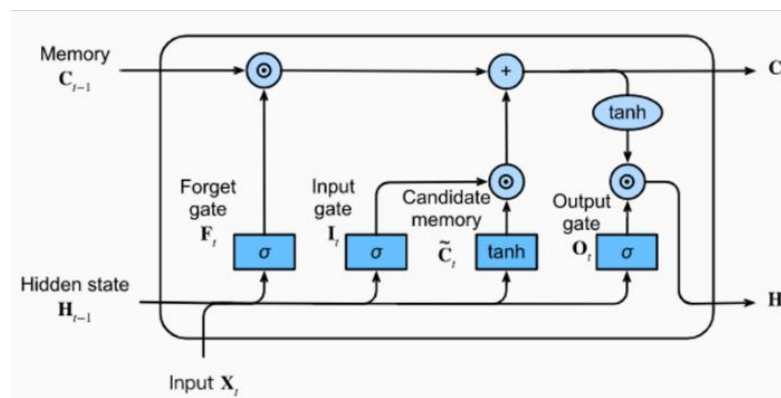 Memory
C_{t-1}
C
tanh
Forget
gate
F_t
Input
gate
I_t
Candidate
memory
C̃_t
Output
gate
O_t
σ
σ
tanh
σ
Hidden state
H_{t-1}
H
Input X_t